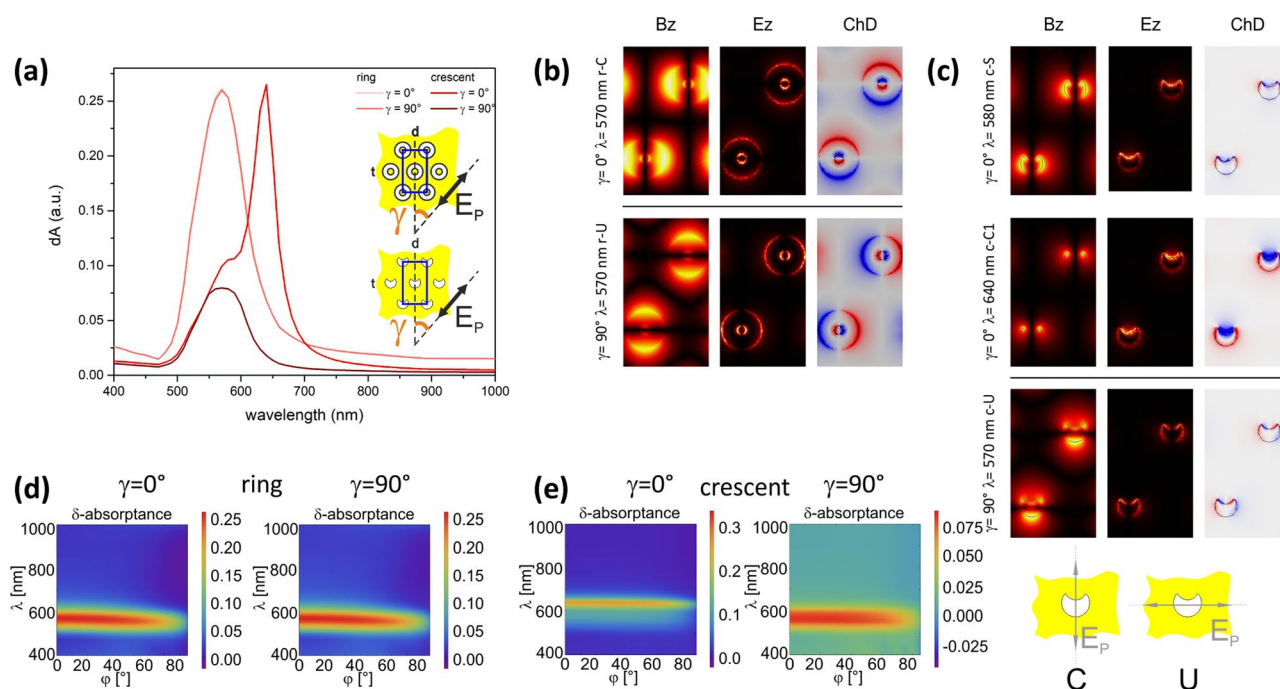 (a)
dA (a.u.)
0.25
0.20
0.15
0.10
0.05
0.00
400 500 600 700 800 900 1000
wavelength (nm)
ring crescent
γ = 0° γ = 0°
γ = 90° γ = 90°
d
t
γ
E_P
d
t
γ
E_P
(b)
Bz Ez ChD
γ= 0° λ= 570 nm r-C
γ= 90° λ= 570 nm r-U
(c)
Bz Ez ChD
γ= 0° λ= 580 nm c-S
γ= 0° λ= 640 nm c-C1
γ= 90° λ= 570 nm c-U
E_P
C
E_P
U
(d)
γ=0° ring γ=90°
δ-absorptance
λ [nm]
1000
800
600
400
0 20 40 60 80
φ [°]
0.25
0.20
0.15
0.10
0.05
0.00
δ-absorptance
λ [nm]
1000
800
600
400
0 20 40 60 80
φ [°]
0.25
0.20
0.15
0.10
0.05
0.00
(e)
γ=0° crescent γ=90°
δ-absorptance
λ [nm]
1000
800
600
400
0 20 40 60 80
φ [°]
0.3
0.2
0.1
0.0
δ-absorptance
λ [nm]
1000
800
600
400
0 20 40 60 80
φ [°]
0.075
0.050
0.025
0.000
-0.025